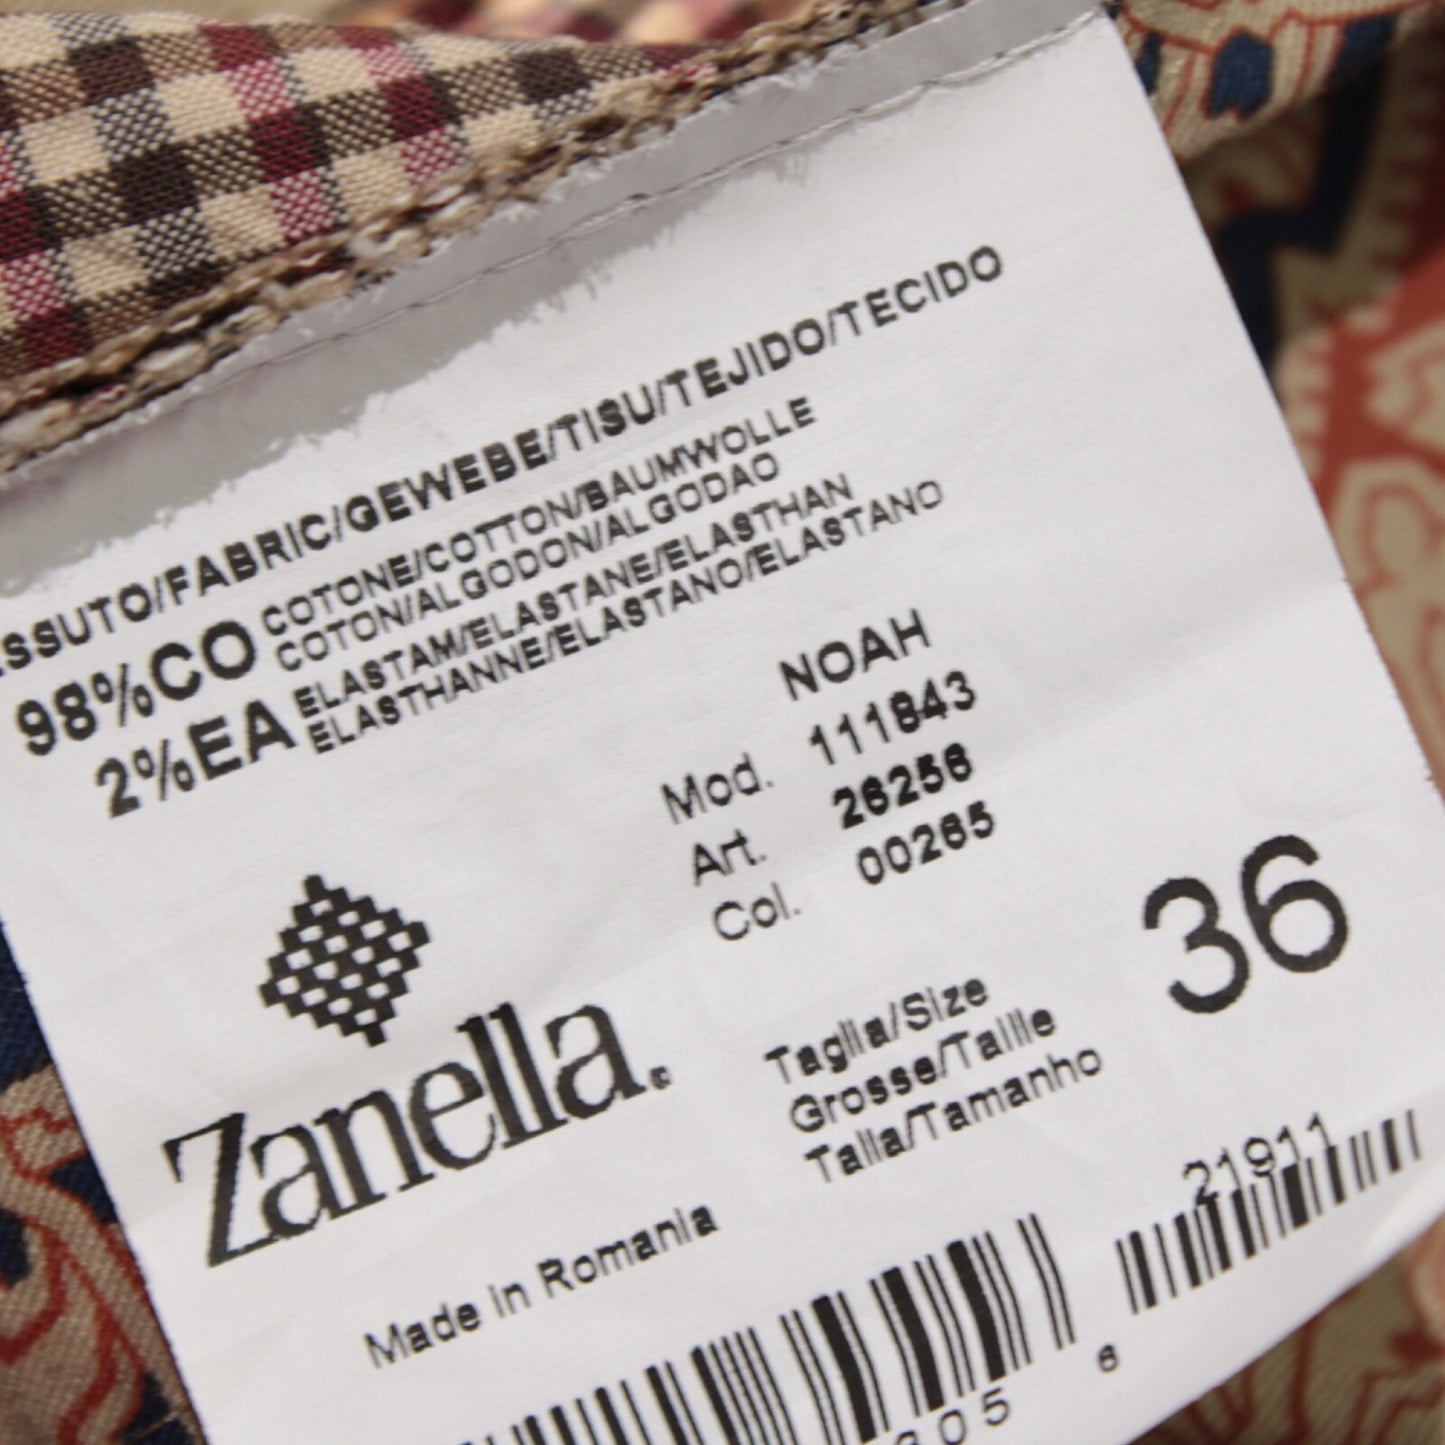 /FABRIC/GEWEBE/TISU/TEJIDO/TECIDO
98%CO COTONE/COTTON/BAUMWOLLE
COTON/ALGODON/ALGODAO
2%EA ELASTAM/ELASTANE/ELASTHAN
ELASTHANNE/ELASTANO/ELASTANO
NOAH
Mod. 111843
Art. 26256
Col. 00265
Zanella
Taglia/Size
Grosse/Taille
Talla/Tamanho
36
Made in Romania
21911
6